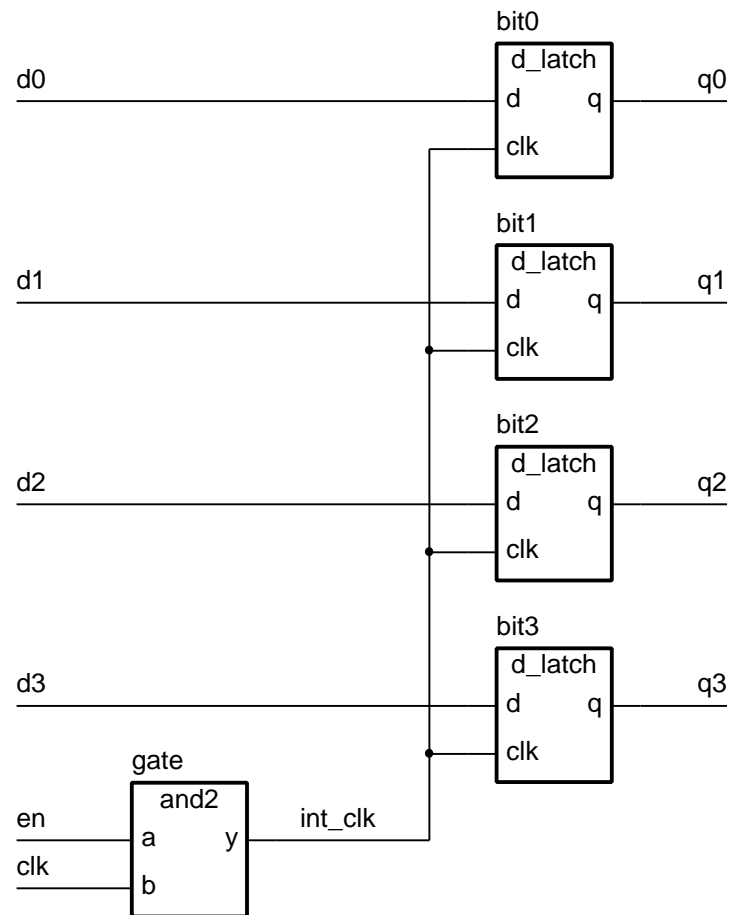 bit0
d_latch
d0 d q q0
clk
bit1
d_latch
d1 d q q1
clk
bit2
d_latch
d2 d q q2
clk
bit3
d_latch
d3 d q q3
clk
gate
and2
en a y int_clk
clk b